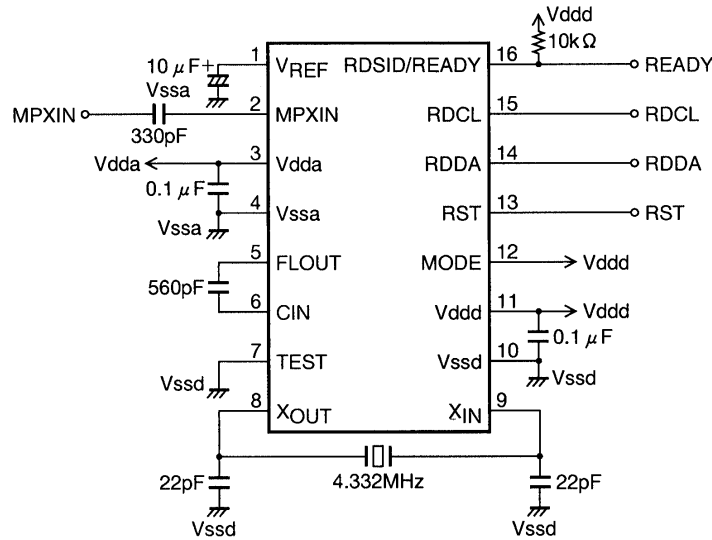 Vddd
10kΩ
10 μF+
1
VREF
RDSID/READY
16
READY
Vssa
MPXIN
330pF
2
MPXIN
RDCL
15
RDCL
Vdda
3
Vdda
RDDA
14
RDDA
0.1 μF
4
Vssa
Vssa
RST
13
RST
5
FLOUT
MODE
12
Vddd
560pF
6
CIN
Vddd
11
Vddd
0.1 μF
7
TEST
Vssd
10
Vssd
Vssd
8
XOUT
XIN
9
22pF
4.332MHz
22pF
Vssd
Vssd